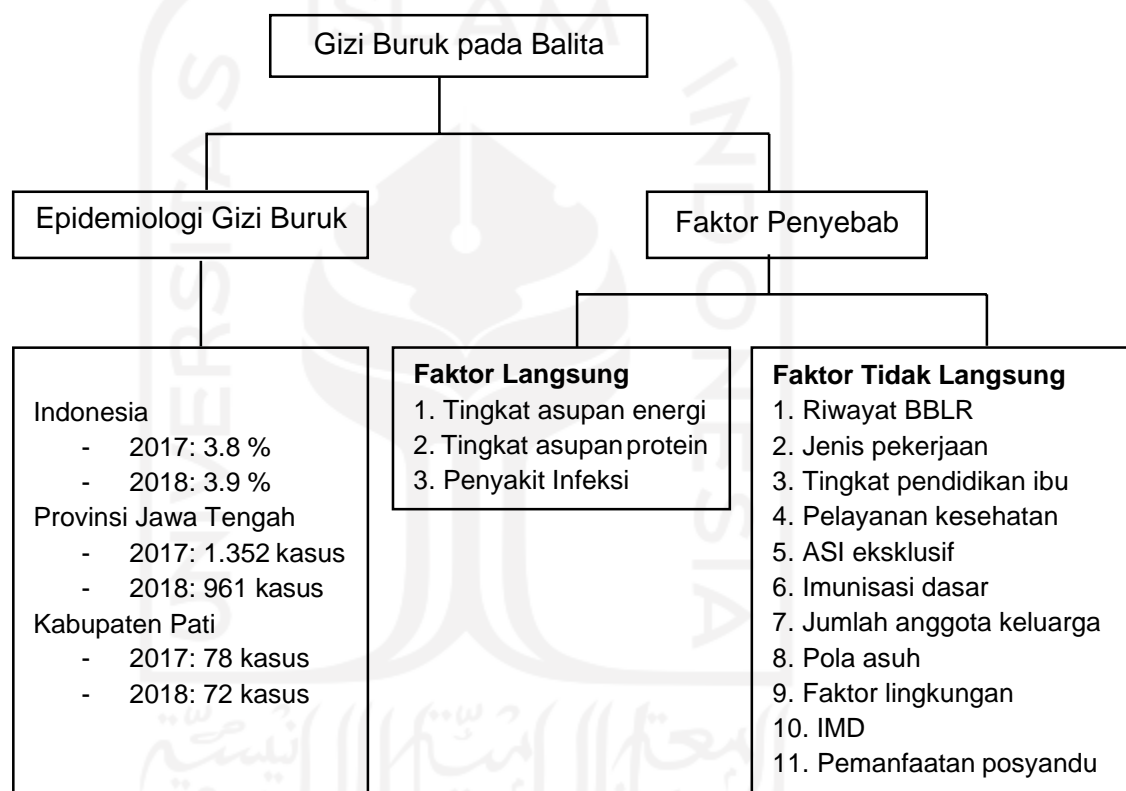 Gizi Buruk pada Balita
Epidemiologi Gizi Buruk
Faktor Penyebab
Indonesia
- 2017: 3.8 %
- 2018: 3.9 %
Provinsi Jawa Tengah
- 2017: 1.352 kasus
- 2018: 961 kasus
Kabupaten Pati
- 2017: 78 kasus
- 2018: 72 kasus
Faktor Langsung
1. Tingkat asupan energi
2. Tingkat asupan protein
3. Penyakit Infeksi
Faktor Tidak Langsung
1. Riwayat BBLR
2. Jenis pekerjaan
3. Tingkat pendidikan ibu
4. Pelayanan kesehatan
5. ASI eksklusif
6. Imunisasi dasar
7. Jumlah anggota keluarga
8. Pola asuh
9. Faktor lingkungan
10. IMD
11. Pemanfaatan posyandu
UNIVERSITAS
ISLAM
INDONESIA